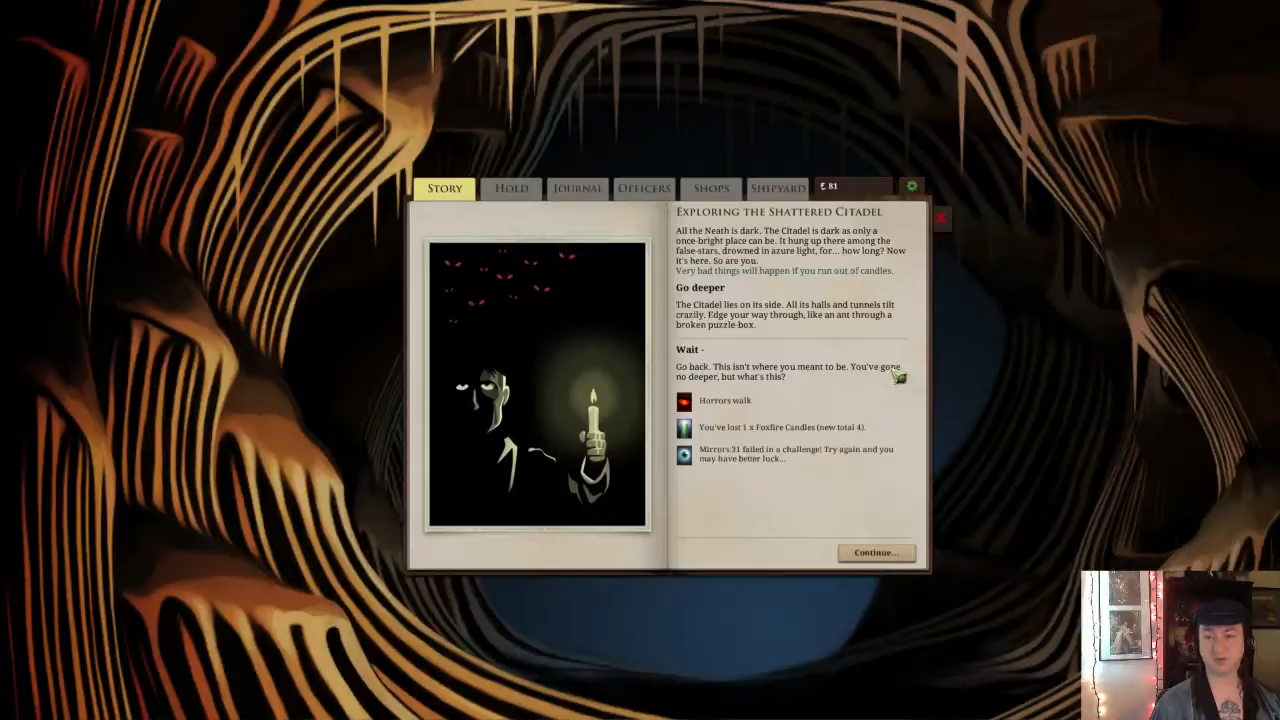 STORY
HOLD
JOURNAL
OFFICERS
SHOPS
SHIPYARD
₤ 81
EXPLORING THE SHATTERED CITADEL
All the Neath is dark. The Citadel is dark as only a
once-bright place can be. It hung up there among the
false-stars, drowned in azure light, for... how long? Now
it's here. So are you.
Very bad things will happen if you run out of candles.
Go deeper
The Citadel lies on its side. All its halls and tunnels tilt
crazily. Edge your way through, like an ant through a
broken puzzle-box.
Wait -
Go back. This isn't where you meant to be. You've gone
no deeper, but what's this?
Horrors walk
You've lost 1 x Foxfire Candles (new total 4).
Mirrors 31 failed in a challenge! Try again and you
may have better luck...
Continue...